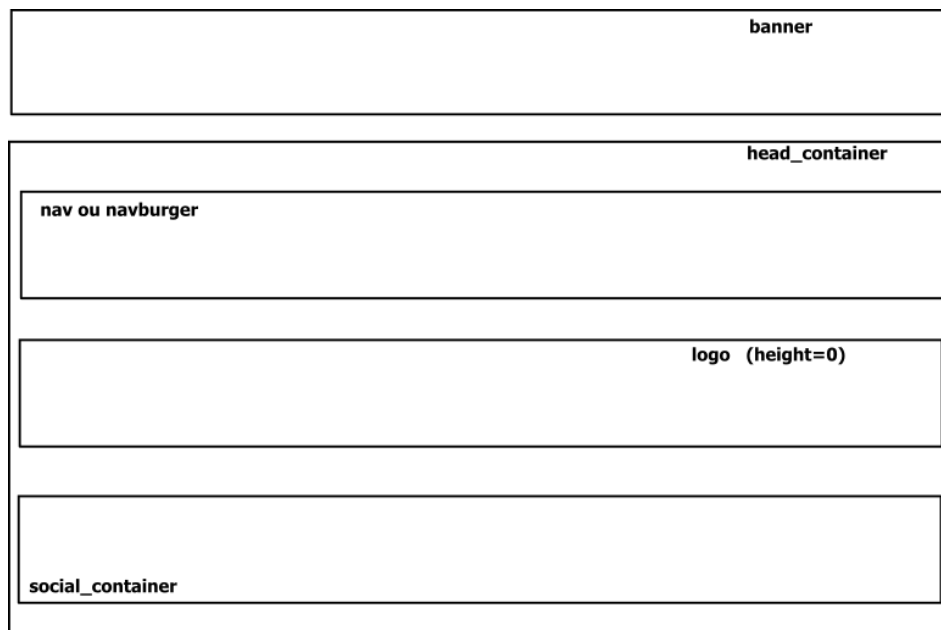 banner
head_container
nav ou navburger
logo (height=0)
social_container